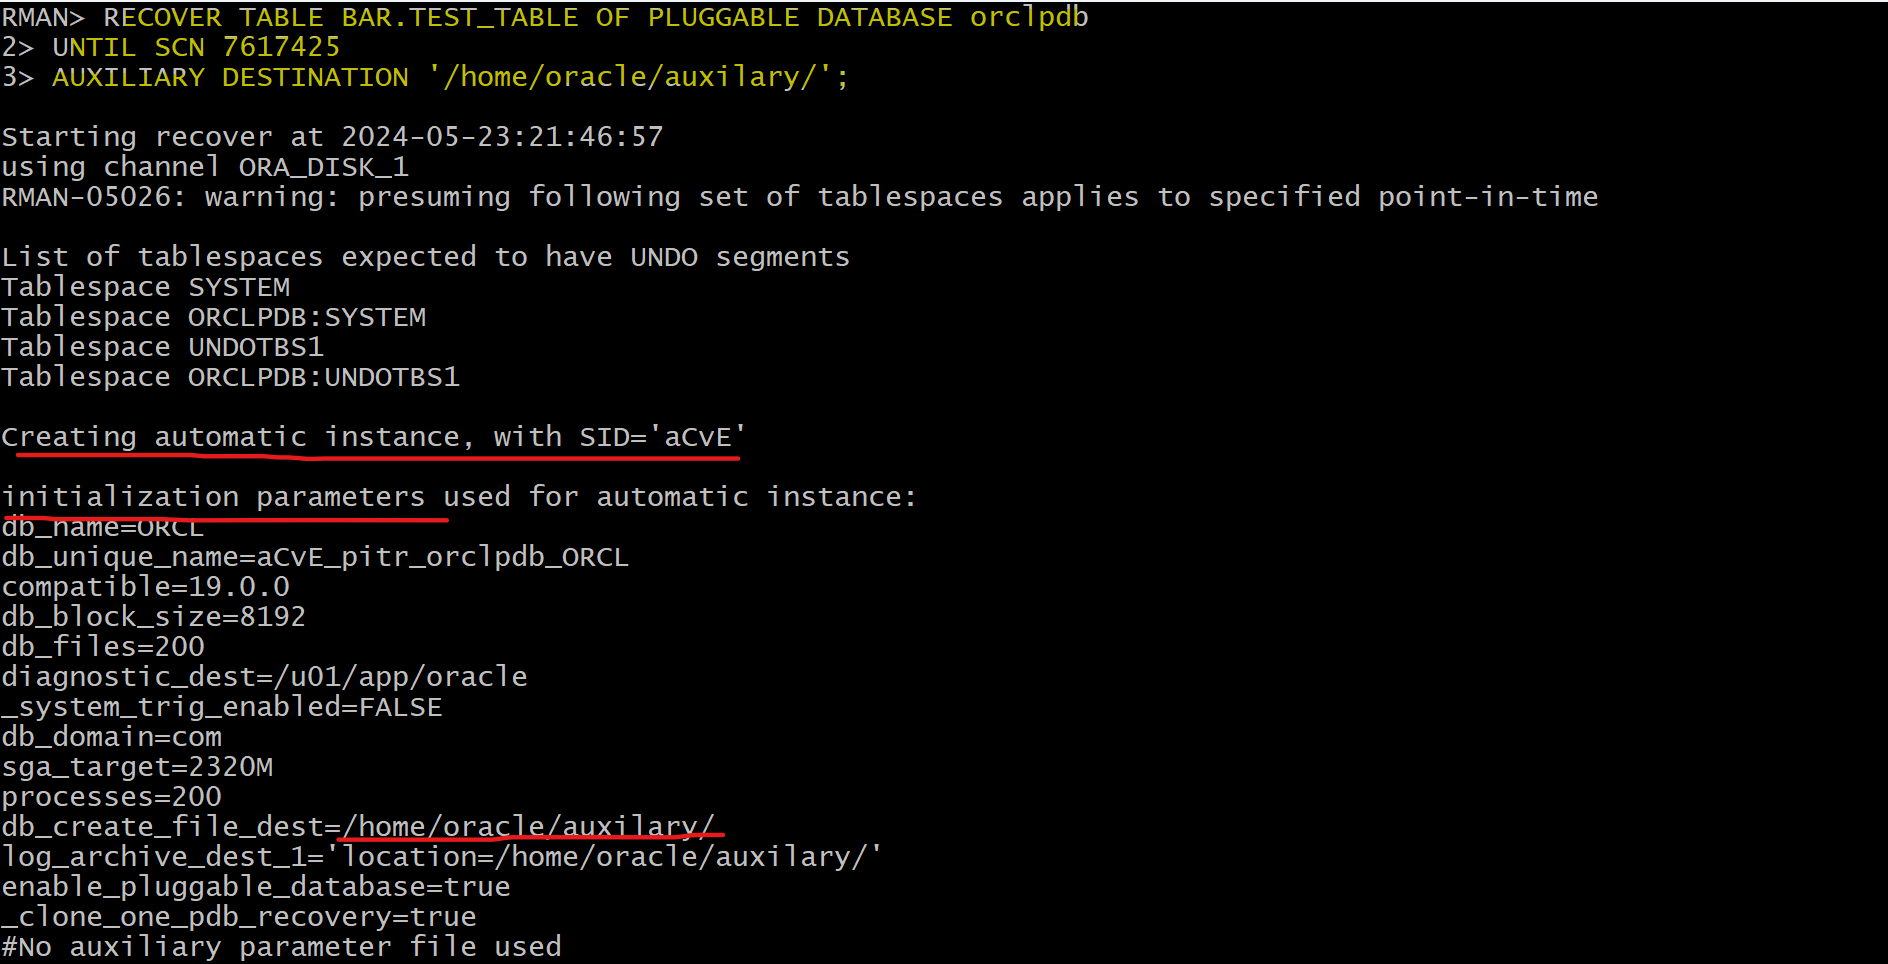 RMAN> RECOVER TABLE BAR.TEST_TABLE OF PLUGGABLE DATABASE orclpdb
2> UNTIL SCN 7617425
3> AUXILIARY DESTINATION '/home/oracle/auxilary/';
Starting recover at 2024-05-23:21:46:57
using channel ORA_DISK_1
RMAN-05026: warning: presuming following set of tablespaces applies to specified point-in-time
List of tablespaces expected to have UNDO segments
Tablespace SYSTEM
Tablespace ORCLPDB:SYSTEM
Tablespace UNDOTBS1
Tablespace ORCLPDB:UNDOTBS1
Creating automatic instance, with SID='aCvE'
initialization parameters used for automatic instance:
db_name=ORCL
db_unique_name=aCvE_pitr_orclpdb_ORCL
compatible=19.0.0
db_block_size=8192
db_files=200
diagnostic_dest=/u01/app/oracle
_system_trig_enabled=FALSE
db_domain=com
sga_target=2320M
processes=200
db_create_file_dest=/home/oracle/auxilary/
log_archive_dest_1='location=/home/oracle/auxilary/'
enable_pluggable_database=true
_clone_one_pdb_recovery=true
#No auxiliary parameter file used